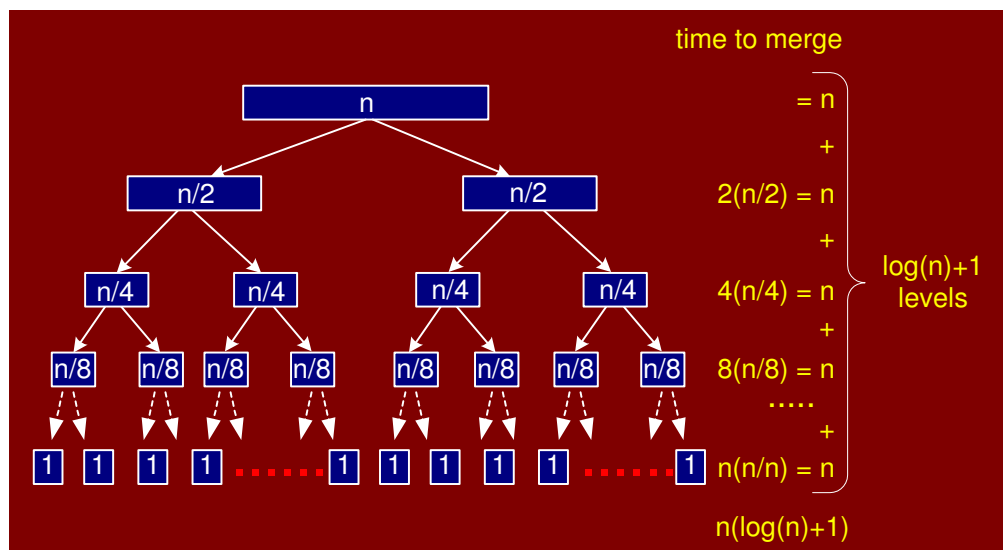 time to merge
n = n
+
n/2 n/2 2(n/2) = n
+
n/4 n/4 n/4 n/4 4(n/4) = n
log(n)+1
levels
+
n/8 n/8 n/8 n/8 n/8 n/8 n/8 n/8 8(n/8) = n
.....
+
1 1 1 1 ....... 1 1 1 1 1 ....... 1 n(n/n) = n
n(log(n)+1)